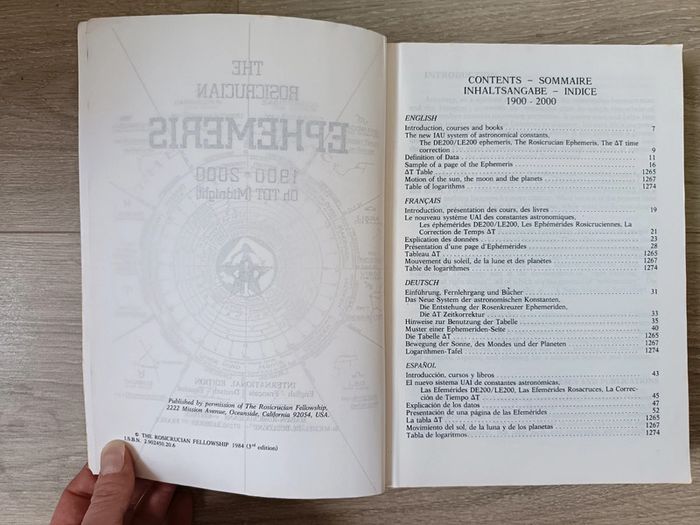 THE
ROSICRUCIAN
EPHEMERIS
1900 - 2000
0h TDT (Midnight)
INTERNATIONAL EDITION
Published by permission of The Rosicrucian Fellowship,
2222 Mission Avenue, Oceanside, California 92054, USA.
© THE ROSICRUCIAN FELLOWSHIP 1984 (3rd edition)
I.S.B.N. 2.902450.20.6
CONTENTS – SOMMAIRE
INHALTSANGABE – INDICE
1900 - 2000
ENGLISH
Introduction, courses and books 7
The new IAU system of astronomical constants.
The DE200/LE200 ephemeris, The Rosicrucian Ephemeris, The ΔT time
correction 9
Definition of Data 11
Sample of a page of the Ephemeris 16
ΔT Table 1265
Motion of the sun, the moon and the planets 1267
Table of logarithms 1274
FRANÇAIS
Introduction, présentation des cours, des livres 19
Le nouveau système UAI des constantes astronomiques,
Les éphémérides DE200/LE200, Les Ephémérides Rosicruciennes, La
Correction de Temps ΔT 21
Explication des données 23
Présentation d'une page d'Ephémérides 28
Tableau ΔT 1265
Mouvement du soleil, de la lune et des planètes 1267
Table de logarithmes 1274
DEUTSCH
Einführung, Fernlehrgang und Bücher 31
Das Neue System der astronomischen Konstanten,
Die Entstehung der Rosenkreuzer Ephemeriden,
Die ΔT Zeitkorrektur 33
Hinweise zur Benutzung der Tabelle 35
Muster einer Ephemeriden-Seite 40
Die Tabelle ΔT 1265
Bewegung der Sonne, des Mondes und der Planeten 1267
Logarithmen-Tafel 1274
ESPAÑOL
Introducción, cursos y libros 43
El nuevo sistema UAI de constantes astronómicas,
Las Efemérides DE200/LE200, Las Efemérides Rosacruces, La Correc-
ción de Tiempo ΔT 45
Explicación de los datos 47
Presentación de una página de las Efemérides 52
La tabla ΔT 1265
Movimiento del sol, de la luna y de los planetas 1267
Tabla de logaritmos 1274